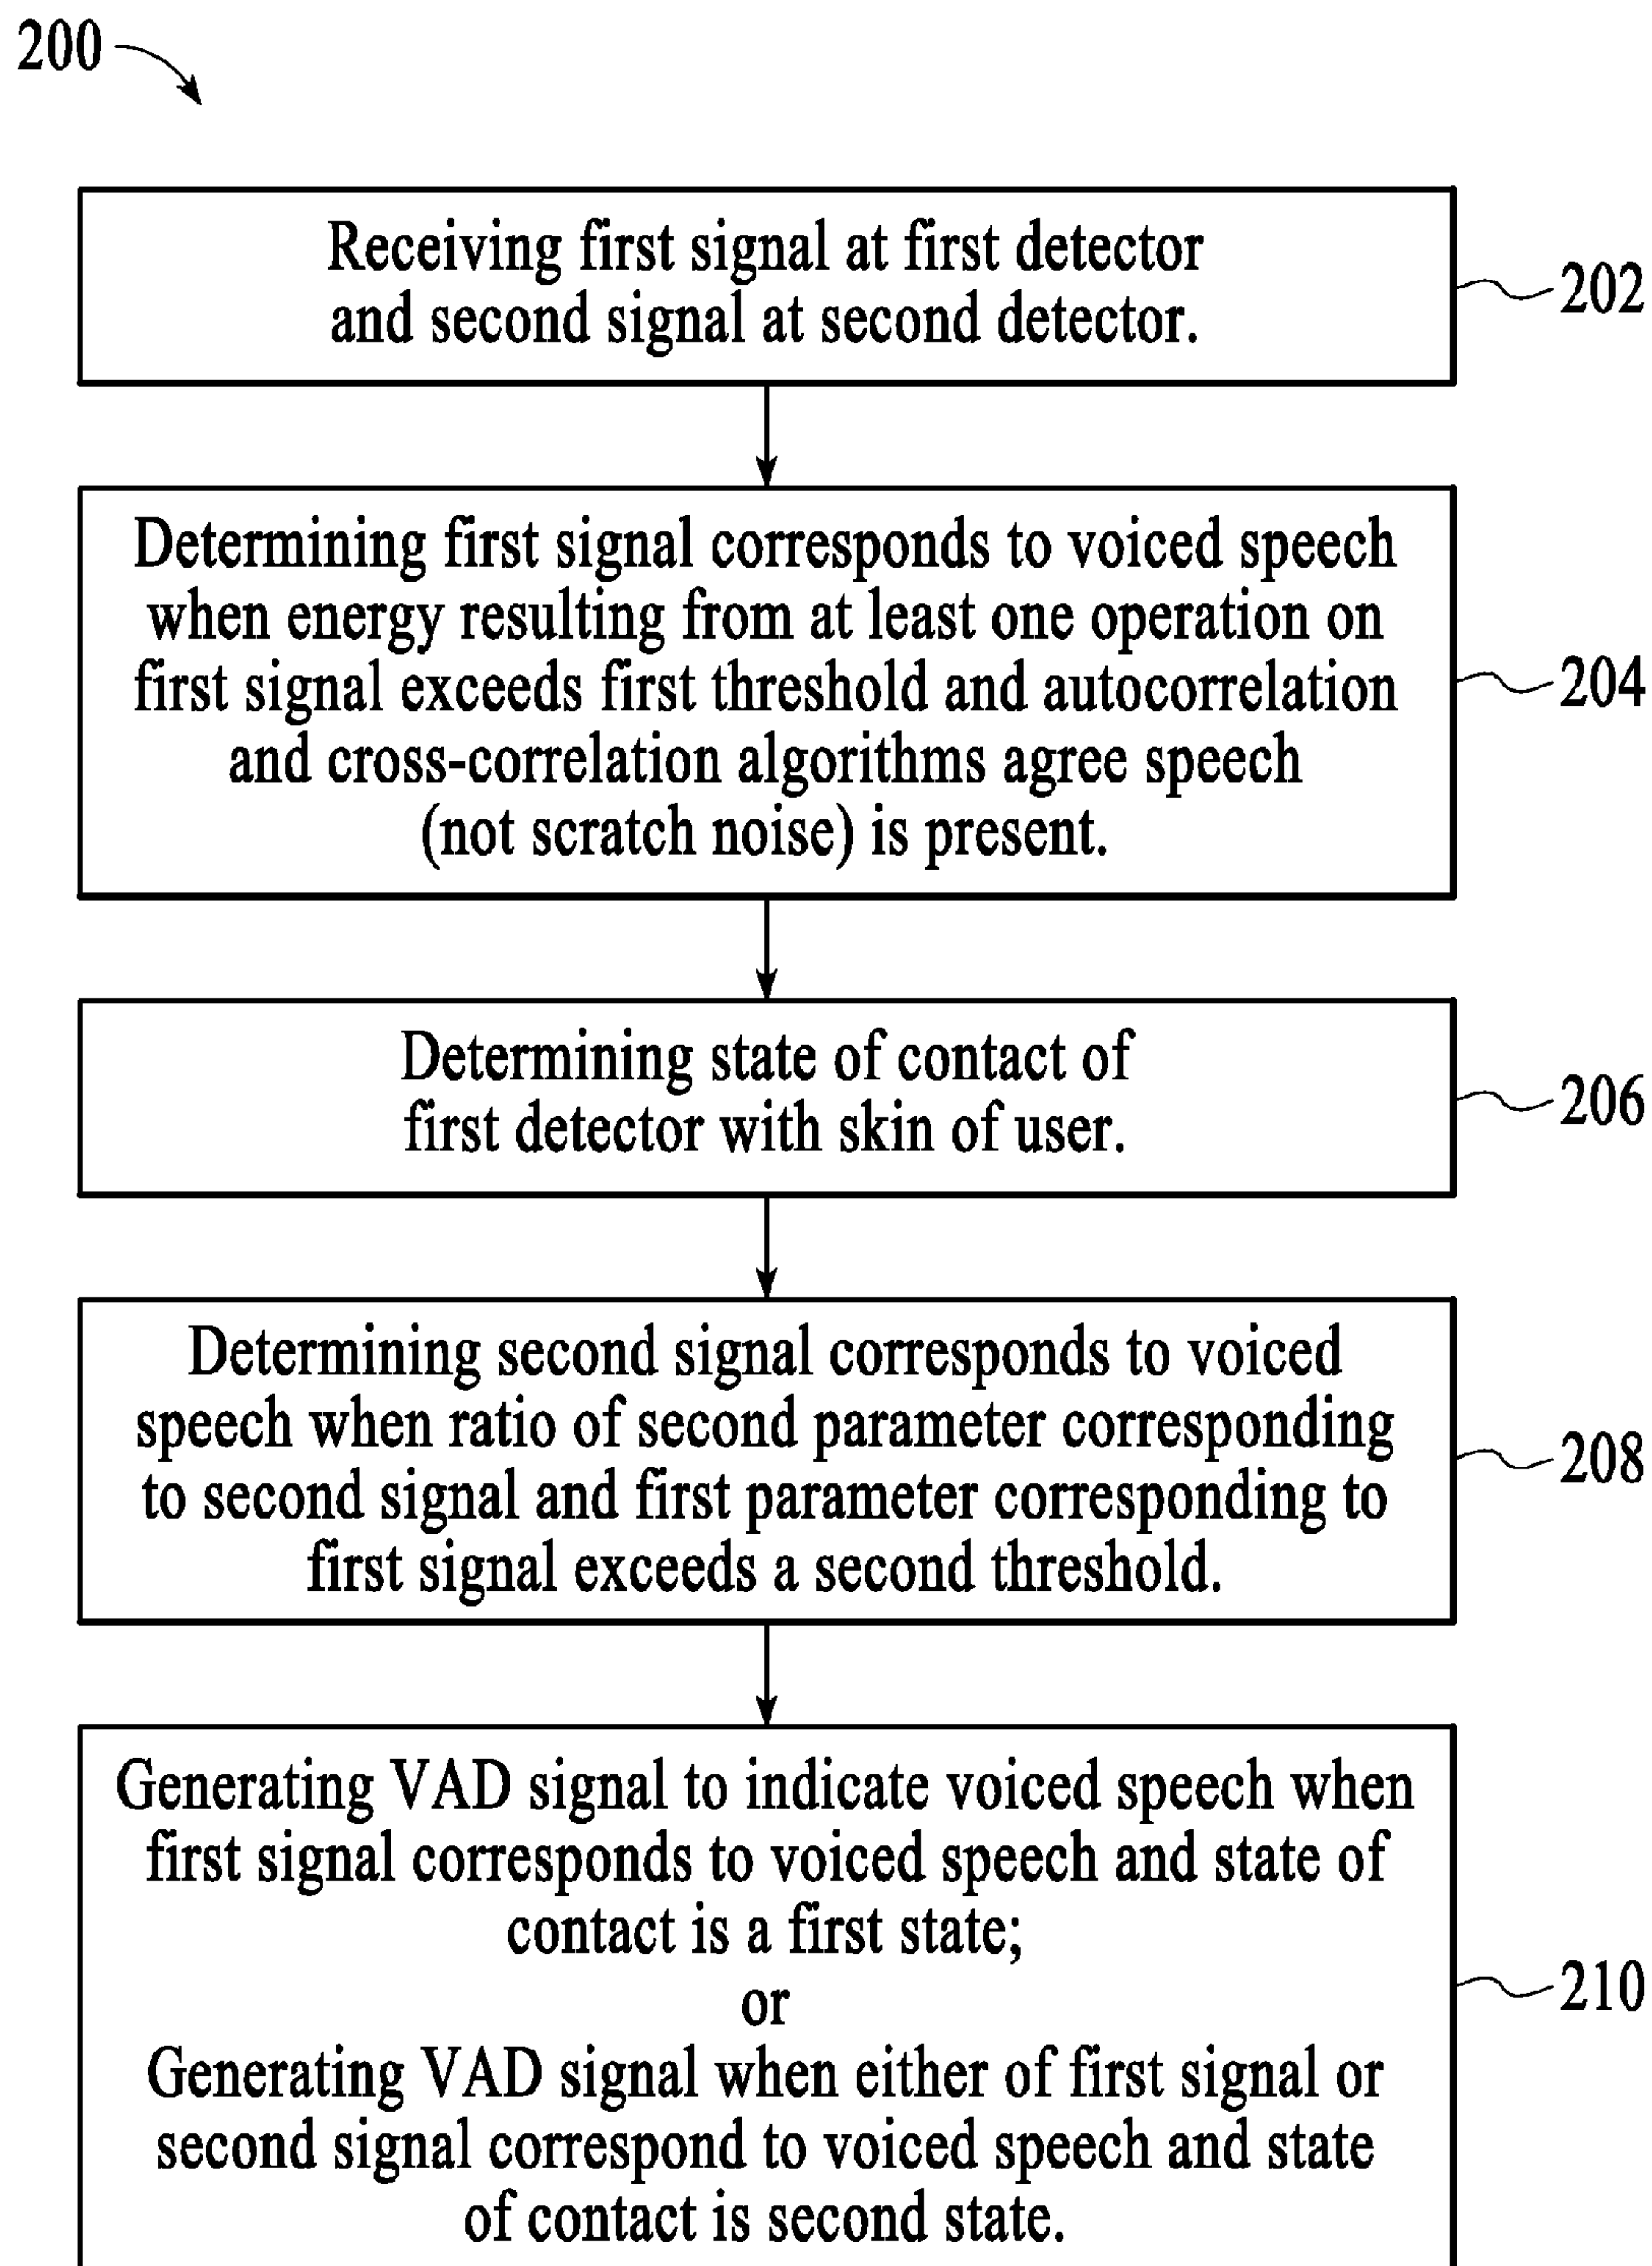 200
Receiving first signal at first detector
and second signal at second detector.
202
Determining first signal corresponds to voiced speech
when energy resulting from at least one operation on
first signal exceeds first threshold and autocorrelation
and cross-correlation algorithms agree speech
(not scratch noise) is present.
204
Determining state of contact of
first detector with skin of user.
206
Determining second signal corresponds to voiced
speech when ratio of second parameter corresponding
to second signal and first parameter corresponding to
first signal exceeds a second threshold.
208
Generating VAD signal to indicate voiced speech when
first signal corresponds to voiced speech and state of
contact is a first state;
or
Generating VAD signal when either of first signal or
second signal correspond to voiced speech and state
of contact is second state.
210